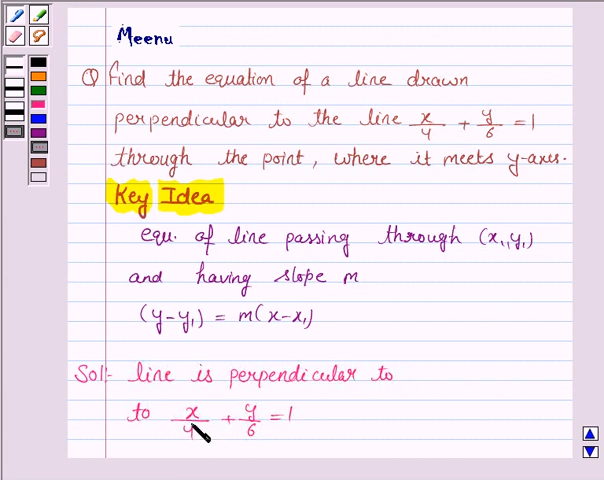 Meenu
Q Find the equation of a line drawn
perpendicular to the line x/4 + y/6 = 1
through the point, where it meets y-axis.
Key Idea
equ. of line passing through (x₁,y₁)
and having slope m
(y-y₁) = m(x-x₁)
Sol:- line is perpendicular to
to x/4 + y/6 = 1